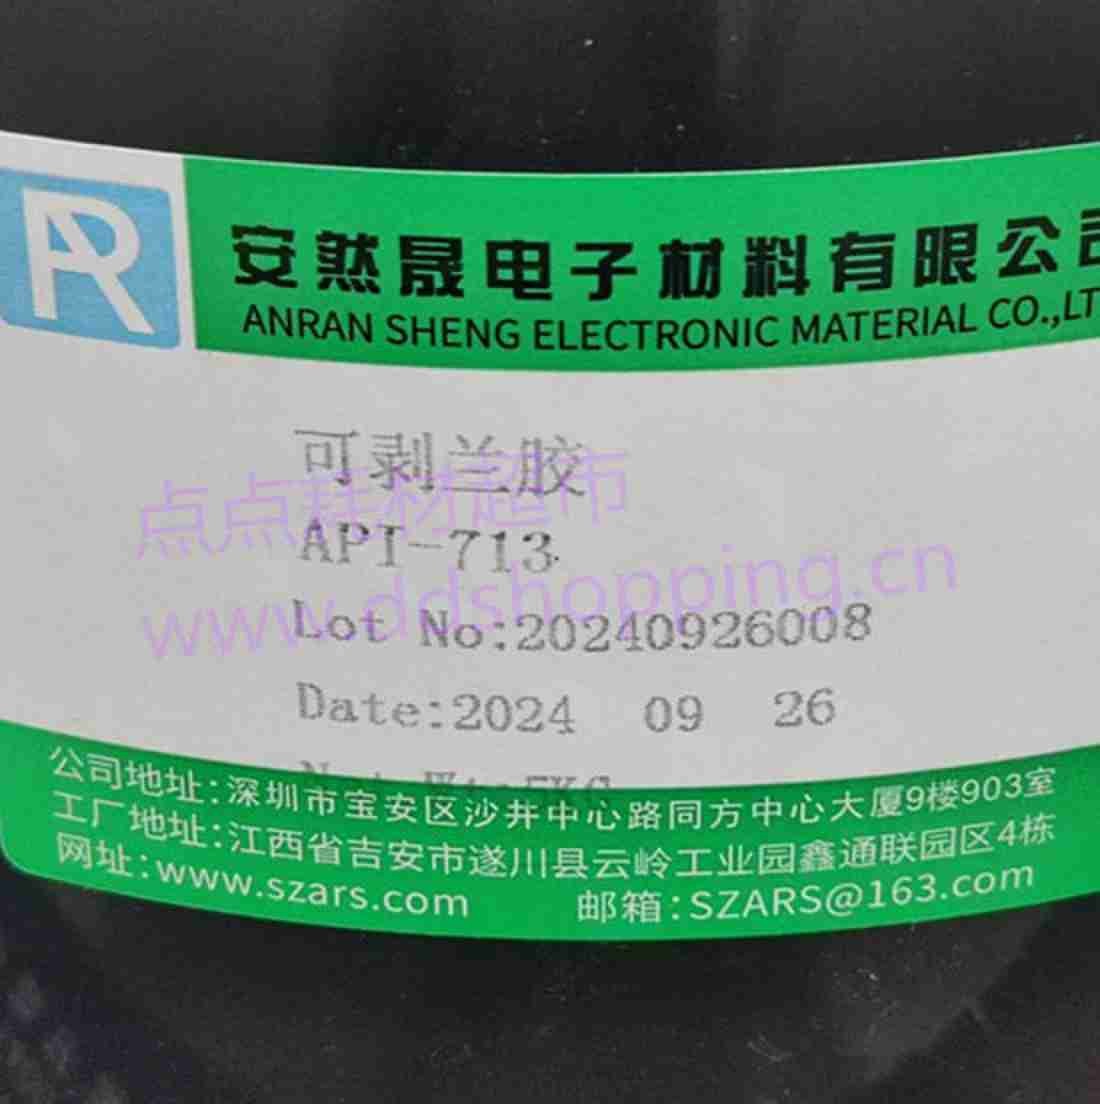 AR
安然晟电子材料有限公司
ANRAN SHENG ELECTRONIC MATERIAL CO.,LT
可剥兰胶
点点耗材超市
APT-713
www.ddshopping.cn
Lot No:20240926008
Date:2024 09 26
Net Wt:5KG
公司地址:深圳市宝安区沙井中心路同方中心大厦9楼903室
工厂地址:江西省吉安市遂川县云岭工业园鑫通联园区4栋
网址:www.szars.com 邮箱:SZARS@163.com